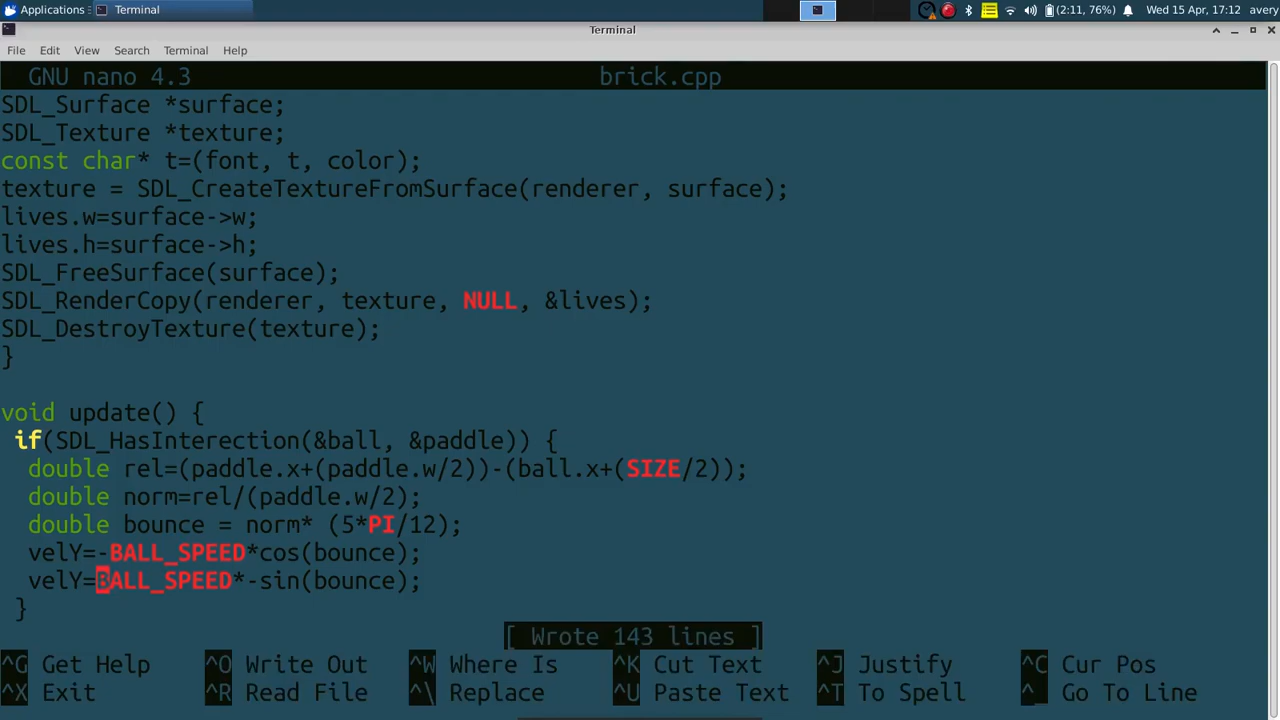 Applications
Terminal
(2:11, 76%)
Wed 15 Apr, 17:12
avery
Terminal
File Edit View Search Terminal Help
GNU nano 4.3 brick.cpp
SDL_Surface *surface;
SDL_Texture *texture;
const char* t=(font, t, color);
texture = SDL_CreateTextureFromSurface(renderer, surface);
lives.w=surface->w;
lives.h=surface->h;
SDL_FreeSurface(surface);
SDL_RenderCopy(renderer, texture, NULL, &lives);
SDL_DestroyTexture(texture);
}
void update() {
if(SDL_HasInterection(&ball, &paddle)) {
double rel=(paddle.x+(paddle.w/2))-(ball.x+(SIZE/2));
double norm=rel/(paddle.w/2);
double bounce = norm* (5*PI/12);
velY=-BALL_SPEED*cos(bounce);
velY=BALL_SPEED*-sin(bounce);
}
[ Wrote 143 lines ]
^G Get Help ^O Write Out ^W Where Is ^K Cut Text ^J Justify ^C Cur Pos
^X Exit ^R Read File ^\ Replace ^U Paste Text ^T To Spell ^_ Go To Line